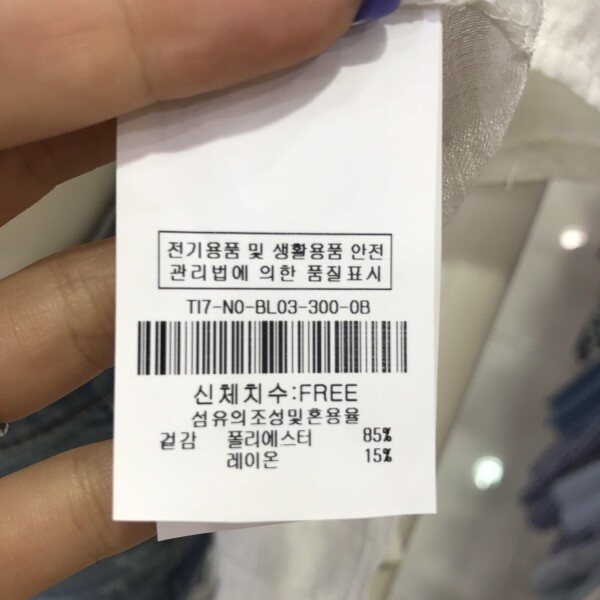 전기용품 및 생활용품 안전
관리법에 의한 품질표시
TI7-N0-BL03-300-0B
신체치수:FREE
섬유의조성및혼용율
겉감 폴리에스터 85%
레이온 15%